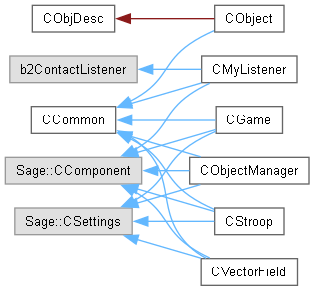 CObjDesc
CObject
b2ContactListener
CMyListener
CCommon
CGame
Sage::CComponent
CObjectManager
Sage::CSettings
CStroop
CVectorField